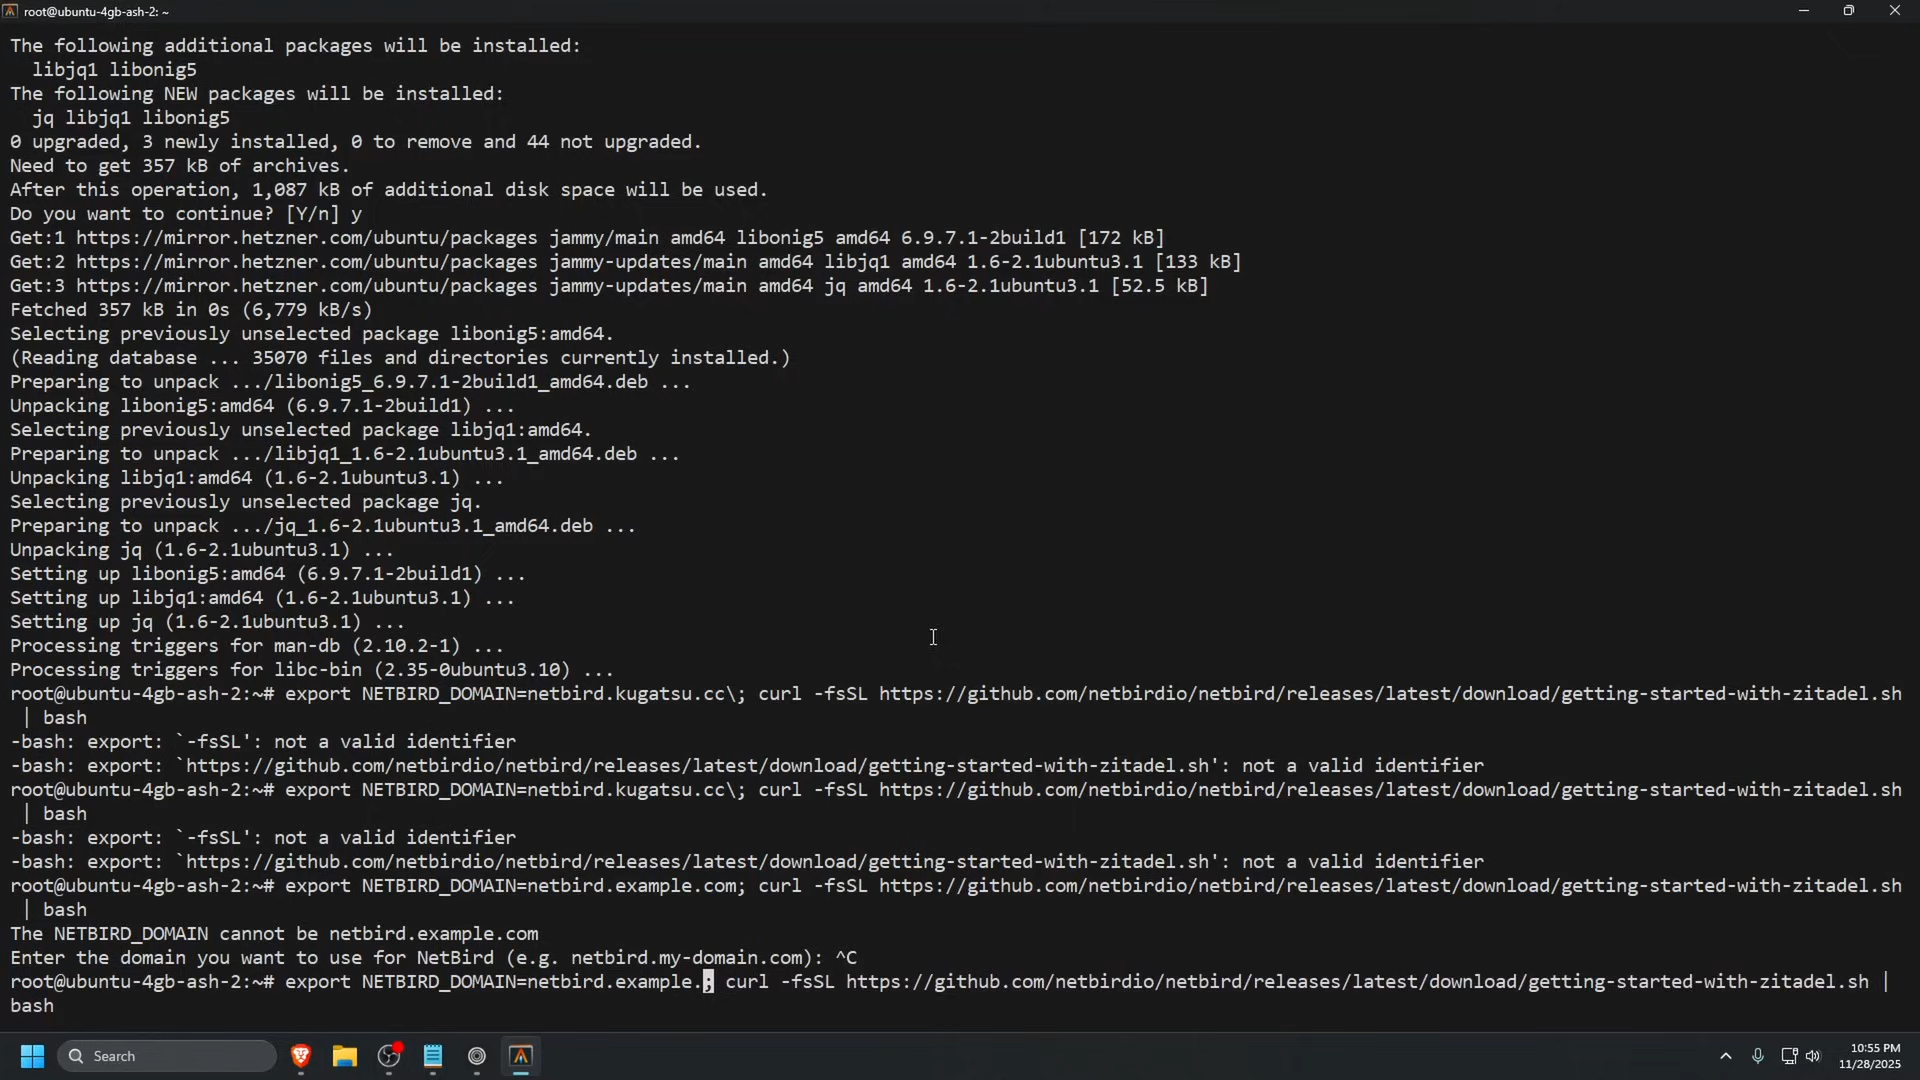 root@ubuntu-4gb-ash-2: ~
The following additional packages will be installed:
  libjq1 libonig5
The following NEW packages will be installed:
  jq libjq1 libonig5
0 upgraded, 3 newly installed, 0 to remove and 44 not upgraded.
Need to get 357 kB of archives.
After this operation, 1,087 kB of additional disk space will be used.
Do you want to continue? [Y/n] y
Get:1 https://mirror.hetzner.com/ubuntu/packages jammy/main amd64 libonig5 amd64 6.9.7.1-2build1 [172 kB]
Get:2 https://mirror.hetzner.com/ubuntu/packages jammy-updates/main amd64 libjq1 amd64 1.6-2.1ubuntu3.1 [133 kB]
Get:3 https://mirror.hetzner.com/ubuntu/packages jammy-updates/main amd64 jq amd64 1.6-2.1ubuntu3.1 [52.5 kB]
Fetched 357 kB in 0s (6,779 kB/s)
Selecting previously unselected package libonig5:amd64.
(Reading database ... 35070 files and directories currently installed.)
Preparing to unpack .../libonig5_6.9.7.1-2build1_amd64.deb ...
Unpacking libonig5:amd64 (6.9.7.1-2build1) ...
Selecting previously unselected package libjq1:amd64.
Preparing to unpack .../libjq1_1.6-2.1ubuntu3.1_amd64.deb ...
Unpacking libjq1:amd64 (1.6-2.1ubuntu3.1) ...
Selecting previously unselected package jq.
Preparing to unpack .../jq_1.6-2.1ubuntu3.1_amd64.deb ...
Unpacking jq (1.6-2.1ubuntu3.1) ...
Setting up libonig5:amd64 (6.9.7.1-2build1) ...
Setting up libjq1:amd64 (1.6-2.1ubuntu3.1) ...
Setting up jq (1.6-2.1ubuntu3.1) ...
Processing triggers for man-db (2.10.2-1) ...
Processing triggers for libc-bin (2.35-0ubuntu3.10) ...
root@ubuntu-4gb-ash-2:~# export NETBIRD_DOMAIN=netbird.kugatsu.cc\; curl -fsSL https://github.com/netbirdio/netbird/releases/latest/download/getting-started-with-zitadel.sh
 | bash
-bash: export: `-fsSL': not a valid identifier
-bash: export: `https://github.com/netbirdio/netbird/releases/latest/download/getting-started-with-zitadel.sh': not a valid identifier
root@ubuntu-4gb-ash-2:~# export NETBIRD_DOMAIN=netbird.kugatsu.cc\; curl -fsSL https://github.com/netbirdio/netbird/releases/latest/download/getting-started-with-zitadel.sh
 | bash
-bash: export: `-fsSL': not a valid identifier
-bash: export: `https://github.com/netbirdio/netbird/releases/latest/download/getting-started-with-zitadel.sh': not a valid identifier
root@ubuntu-4gb-ash-2:~# export NETBIRD_DOMAIN=netbird.example.com; curl -fsSL https://github.com/netbirdio/netbird/releases/latest/download/getting-started-with-zitadel.sh
 | bash
The NETBIRD_DOMAIN cannot be netbird.example.com
Enter the domain you want to use for NetBird (e.g. netbird.my-domain.com): ^C
root@ubuntu-4gb-ash-2:~# export NETBIRD_DOMAIN=netbird.example.; curl -fsSL https://github.com/netbirdio/netbird/releases/latest/download/getting-started-with-zitadel.sh |
bash
Search
10:55 PM
11/28/2025